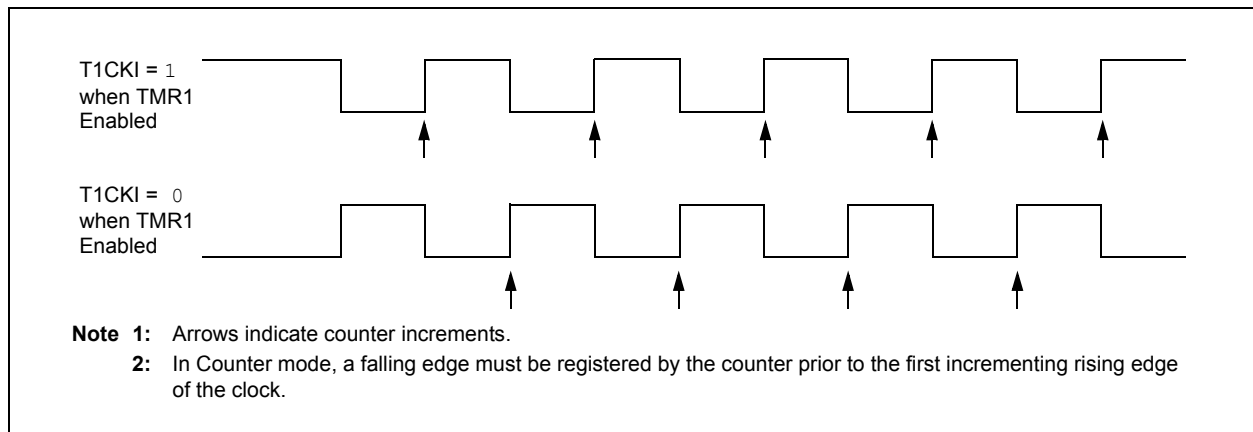 T1CKI = 1
when TMR1
Enabled
T1CKI = 0
when TMR1
Enabled
Note 1: Arrows indicate counter increments.
2: In Counter mode, a falling edge must be registered by the counter prior to the first incrementing rising edge
of the clock.